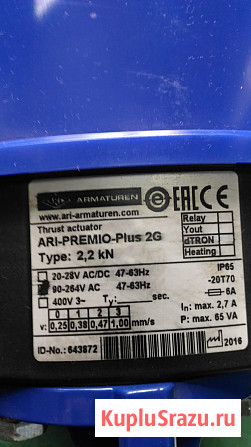 ARI ARMATUREN
EAC CE
www.ari-armaturen.com
Thrust actuator
ARI-PREMIO-Plus 2G
Type: 2,2 kN
Relay
Yout
dTRON
Heating
20-28V AC/DC 47-63Hz
90-264V AC 47-63Hz
400V 3~ Ty: sec.
IP65
-20T70
6A
0 1 2 3
v: 0,25 0,38 0,47 1,00 mm/s
In: max. 2,7 A
P: max. 65 VA
ID-No.: 643872
2016
KupluSrazu.ru